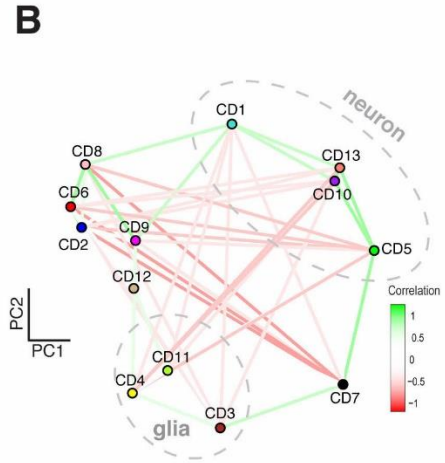 B
neuron
CD1
CD8
CD13
CD10
CD6
CD9
CD2
CD5
CD12
Correlation
1
0.5
0
−0.5
−1
PC2
PC1
CD11
CD4
CD7
CD3
glia